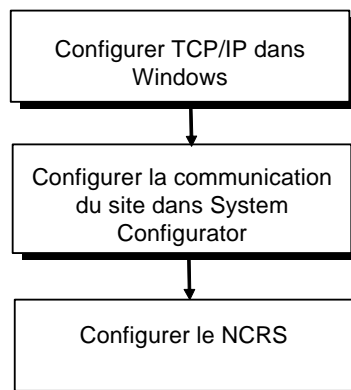 Configurer TCP/IP dans
Windows
Configurer la communication
du site dans System
Configurator
Configurer le NCRS